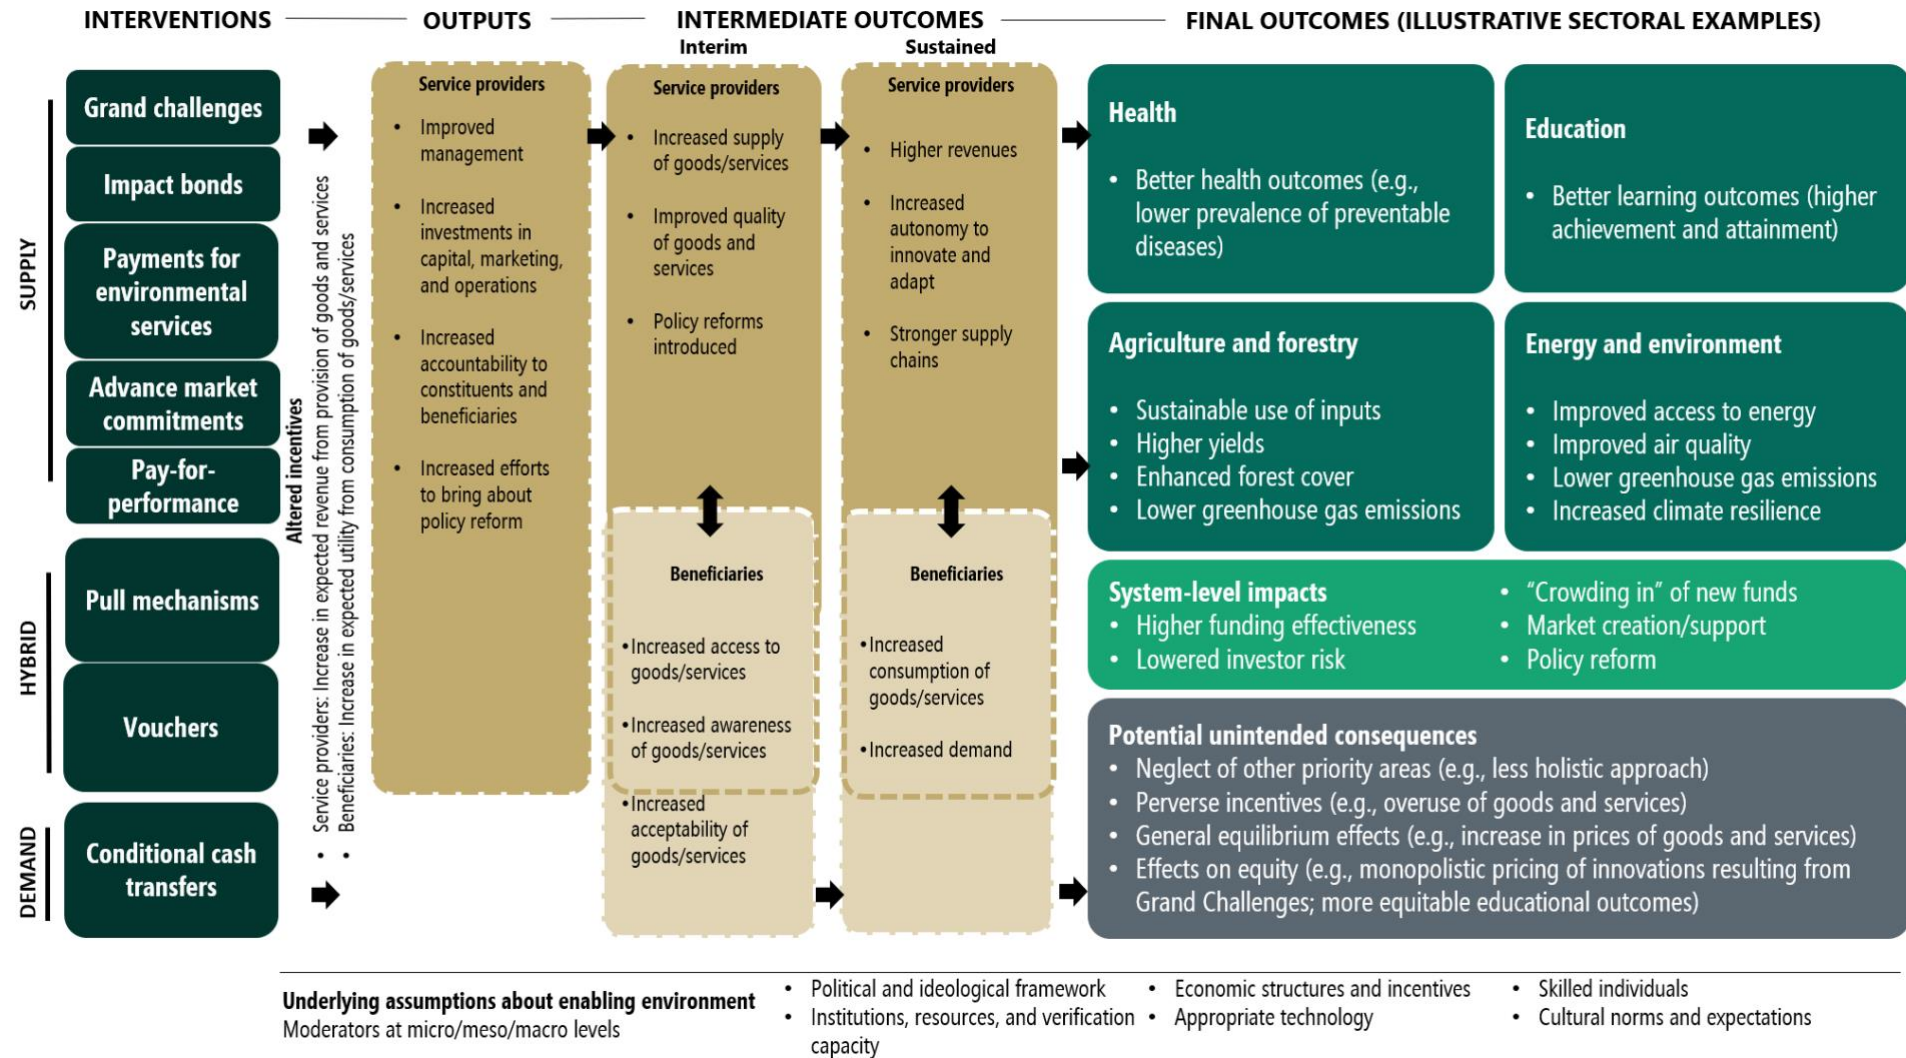 INTERVENTIONS
OUTPUTS
INTERMEDIATE OUTCOMES
FINAL OUTCOMES (ILLUSTRATIVE SECTORAL EXAMPLES)
Interim
Sustained
SUPPLY
Grand challenges
Impact bonds
Payments for
environmental
services
Advance market
commitments
Pay-for-
performance
HYBRID
Pull mechanisms
Vouchers
DEMAND
Conditional cash
transfers
Altered incentives
• Service providers: Increase in expected revenue from provision of goods and services
• Beneficiaries: Increase in expected utility from consumption of goods/services
Service providers
• Improved
management
• Increased
investments in
capital, marketing,
and operations
• Increased
accountability to
constituents and
beneficiaries
• Increased efforts
to bring about
policy reform
Service providers
• Increased supply
of goods/services
• Improved quality
of goods and
services
• Policy reforms
introduced
Beneficiaries
•Increased access to
goods/services
•Increased awareness
of goods/services
•Increased
acceptability of
goods/services
Service providers
• Higher revenues
• Increased
autonomy to
innovate and
adapt
• Stronger supply
chains
Beneficiaries
•Increased
consumption of
goods/services
•Increased demand
Health
• Better health outcomes (e.g.,
lower prevalence of preventable
diseases)
Education
• Better learning outcomes (higher
achievement and attainment)
Agriculture and forestry
• Sustainable use of inputs
• Higher yields
• Enhanced forest cover
• Lower greenhouse gas emissions
Energy and environment
• Improved access to energy
• Improved air quality
• Lower greenhouse gas emissions
• Increased climate resilience
System-level impacts
• Higher funding effectiveness
• Lowered investor risk
• “Crowding in” of new funds
• Market creation/support
• Policy reform
Potential unintended consequences
• Neglect of other priority areas (e.g., less holistic approach)
• Perverse incentives (e.g., overuse of goods and services)
• General equilibrium effects (e.g., increase in prices of goods and services)
• Effects on equity (e.g., monopolistic pricing of innovations resulting from
Grand Challenges; more equitable educational outcomes)
Underlying assumptions about enabling environment
Moderators at micro/meso/macro levels
• Political and ideological framework
• Institutions, resources, and verification
capacity
• Economic structures and incentives
• Appropriate technology
• Skilled individuals
• Cultural norms and expectations